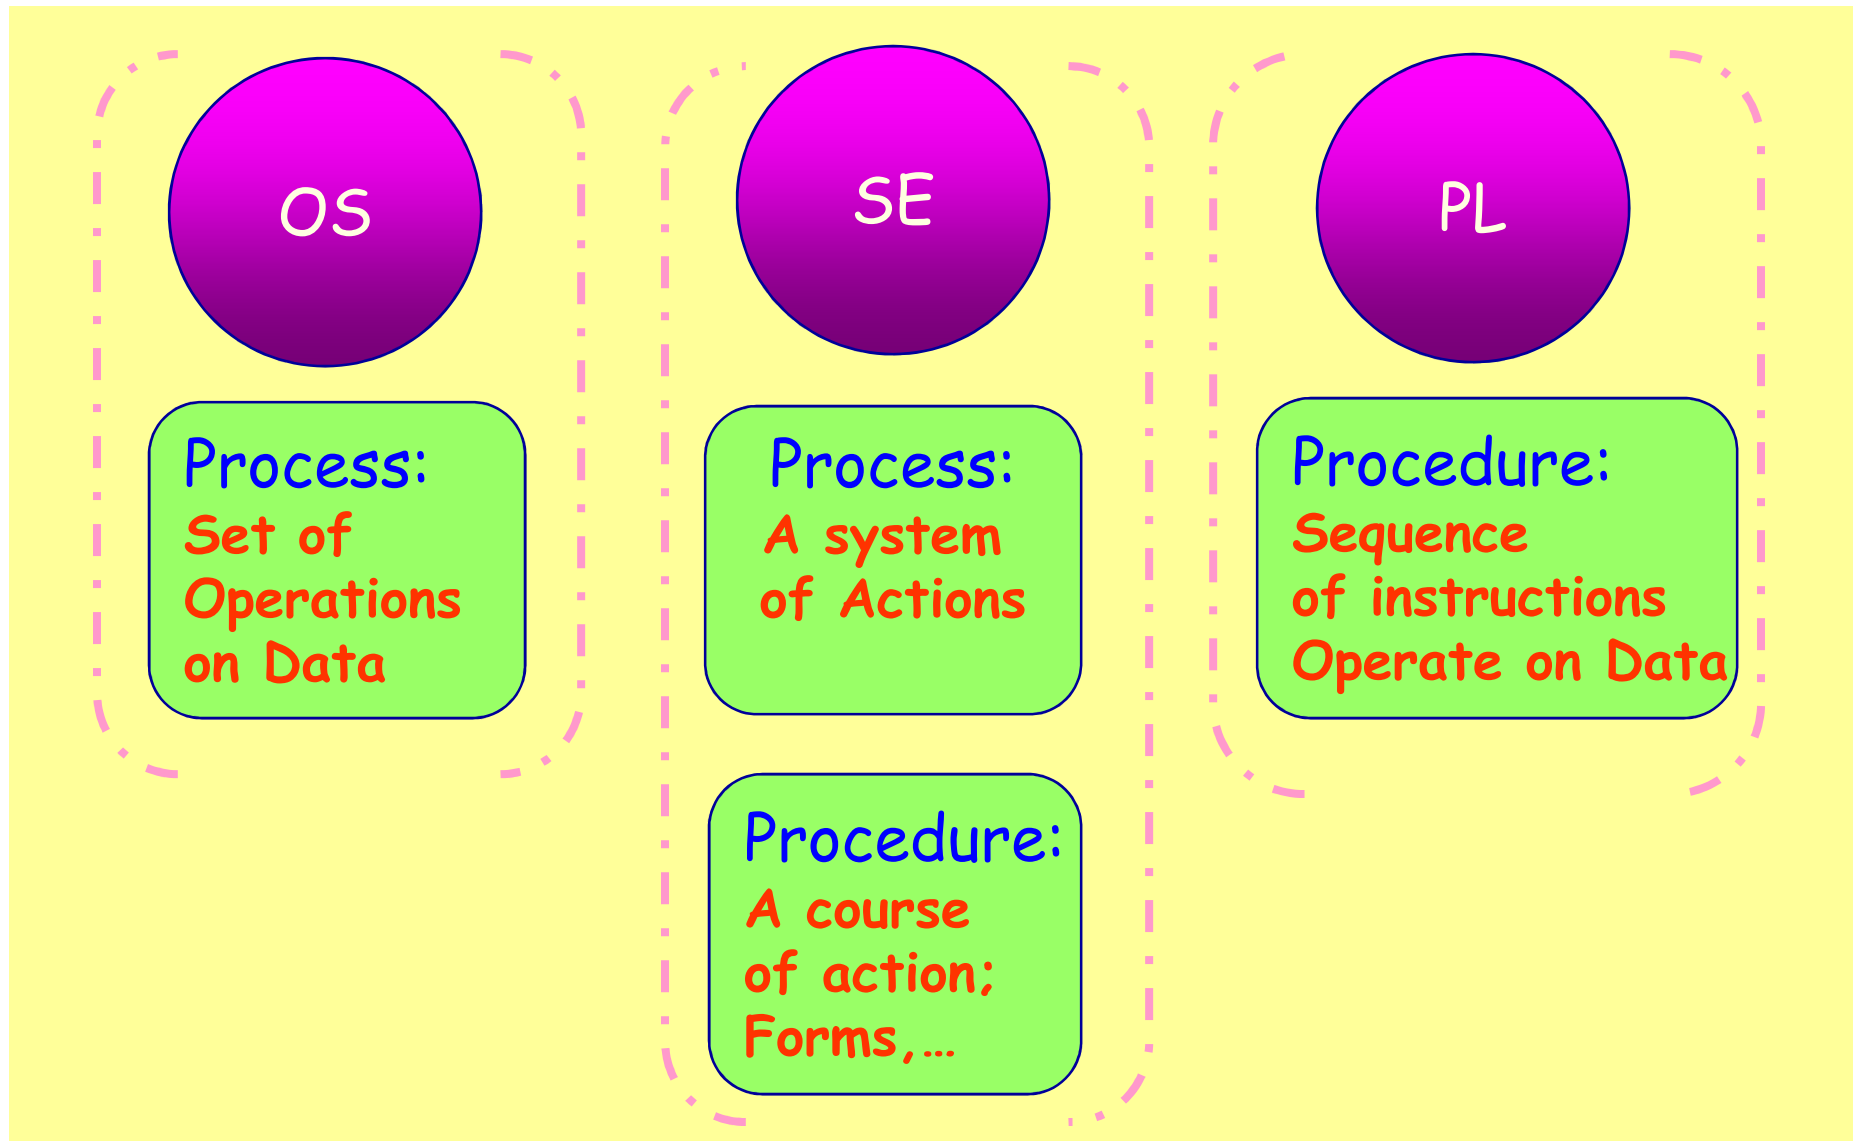 OS
Process:
Set of
Operations
on Data
SE
Process:
A system
of Actions
Procedure:
A course
of action;
Forms,...
PL
Procedure:
Sequence
of instructions
Operate on Data